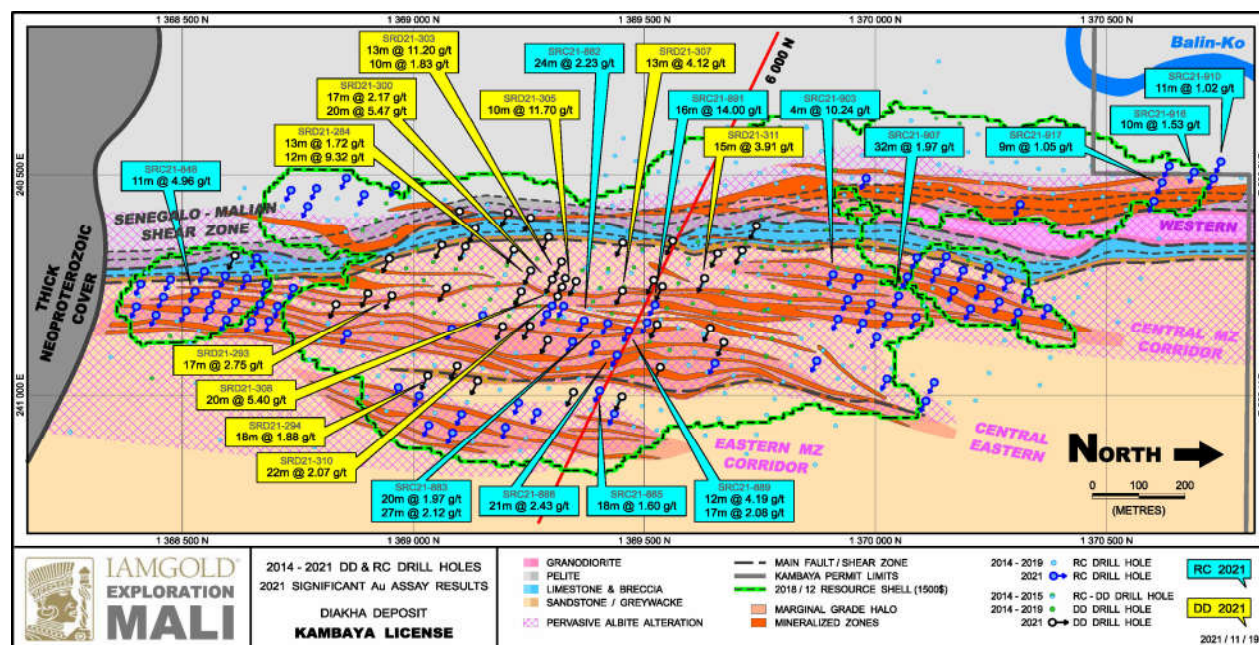 1 368 500 N
1 369 000 N
1 369 500 N
1 370 000 N
1 370 500 N
240 500 E
241 000 E
SRD21-303
13m @ 11.20 g/t
10m @ 1.83 g/t
SRD21-300
17m @ 2.17 g/t
20m @ 5.47 g/t
SRD21-284
13m @ 1.72 g/t
12m @ 9.32 g/t
SRC21-848
11m @ 4.96 g/t
SRD21-305
10m @ 11.70 g/t
SRC21-882
24m @ 2.23 g/t
SRD21-307
13m @ 4.12 g/t
6 000 N
SRC21-891
16m @ 14.00 g/t
SRD21-311
15m @ 3.91 g/t
SRC21-903
4m @ 10.24 g/t
SRC21-907
32m @ 1.97 g/t
SRC21-917
9m @ 1.05 g/t
SRC21-916
10m @ 1.53 g/t
SRC21-910
11m @ 1.02 g/t
Balin-Ko
SENEGALO - MALIAN
SHEAR ZONE
THICK
NEOPROTEROZOIC
COVER
WESTERN
CENTRAL MZ
CORRIDOR
CENTRAL
EASTERN
EASTERN MZ
CORRIDOR
SRD21-293
17m @ 2.75 g/t
SRD21-308
20m @ 5.40 g/t
SRD21-294
18m @ 1.88 g/t
SRD21-310
22m @ 2.07 g/t
SRC21-883
20m @ 1.97 g/t
27m @ 2.12 g/t
21m @ 2.43 g/t
18m @ 1.60 g/t
SRC21-889
12m @ 4.19 g/t
17m @ 2.08 g/t
NORTH
0 100 200
(METRES)
1 368 500 N
1 369 000 N
1 369 500 N
1 370 000 N
1 370 500 N
IAMGOLD
EXPLORATION
MALI
2014 - 2021 DD & RC DRILL HOLES
2021 SIGNIFICANT Au ASSAY RESULTS
DIAKHA DEPOSIT
KAMBAYA LICENSE
GRANODIORITE
PELITE
LIMESTONE & BRECCIA
SANDSTONE / GREYWACKE
PERVASIVE ALBITE ALTERATION
MAIN FAULT / SHEAR ZONE
KAMBAYA PERMIT LIMITS
2018 / 12 RESOURCE SHELL (1500$)
MARGINAL GRADE HALO
MINERALIZED ZONES
2014 - 2019 RC DRILL HOLE
2021 RC DRILL HOLE
2014 - 2015 RC - DD DRILL HOLE
2014 - 2019 DD DRILL HOLE
2021 DD DRILL HOLE
RC 2021
DD 2021
2021 / 11 / 19